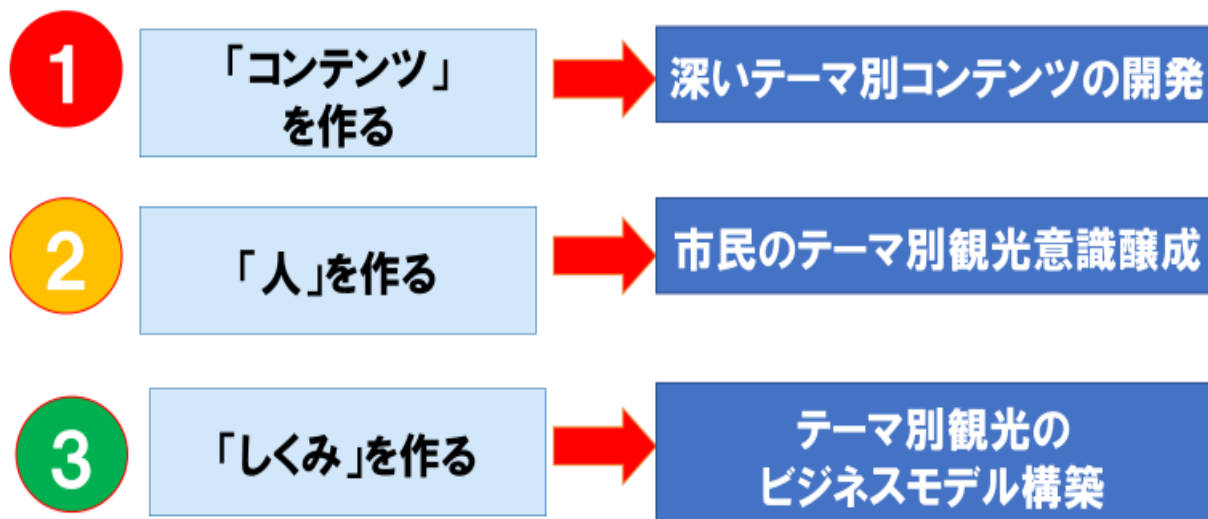 1
「コンテンツ」
を作る
深いテーマ別コンテンツの開発
2
「人」を作る
市民のテーマ別観光意識醸成
3
「しくみ」を作る
テーマ別観光の
ビジネスモデル構築